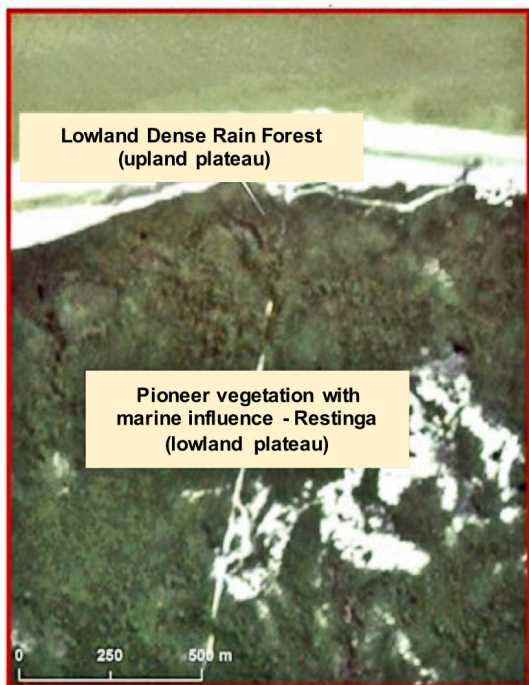 Lowland Dense Rain Forest
(upland plateau)
Pioneer vegetation with
marine influence - Restinga
(lowland plateau)
0 250 500 m